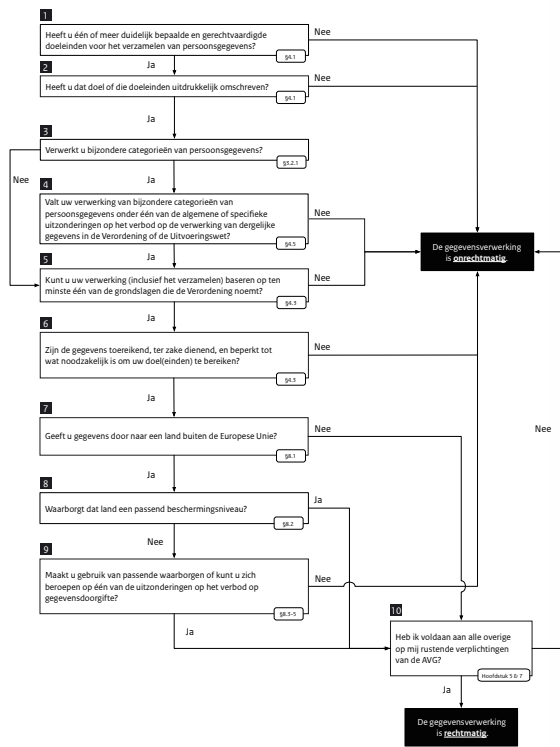 1
Heeft u één of meer duidelijk bepaalde en gerechtvaardigde
doeleinden voor het verzamelen van persoonsgegevens?
§4.1
Nee
Ja
2
Heeft u dat doel of die doeleinden uitdrukkelijk omschreven?
§4.1
Nee
Ja
3
Verwerkt u bijzondere categorieën van persoonsgegevens?
§3.2.1
Nee
Ja
4
Valt uw verwerking van bijzondere categorieën van
persoonsgegevens onder één van de algemene of specifieke
uitzonderingen op het verbod op de verwerking van dergelijke
gegevens in de Verordening of de Uitvoeringswet?
§4.5
Nee
Ja
De gegevensverwerking
is onrechtmatig.
5
Kunt u uw verwerking (inclusief het verzamelen) baseren op ten
minste één van de grondslagen die de Verordening noemt?
§4.3
Nee
Ja
6
Zijn de gegevens toereikend, ter zake dienend, en beperkt tot
wat noodzakelijk is om uw doel(einden) te bereiken?
Nee
Ja
7
Geeft u gegevens door naar een land buiten de Europese Unie?
§8.1
Nee
Nee
Ja
8
Waarborgt dat land een passend beschermingsniveau?
§8.2
Ja
Nee
9
Maakt u gebruik van passende waarborgen of kunt u zich
beroepen op één van de uitzonderingen op het verbod op
gegevensdoorgifte?
§8.3-5
Nee
Ja
10
Heb ik voldaan aan alle overige
op mij rustende verplichtingen
van de AVG?
Hoofdstuk 5 & 7
Ja
De gegevensverwerking
is rechtmatig.